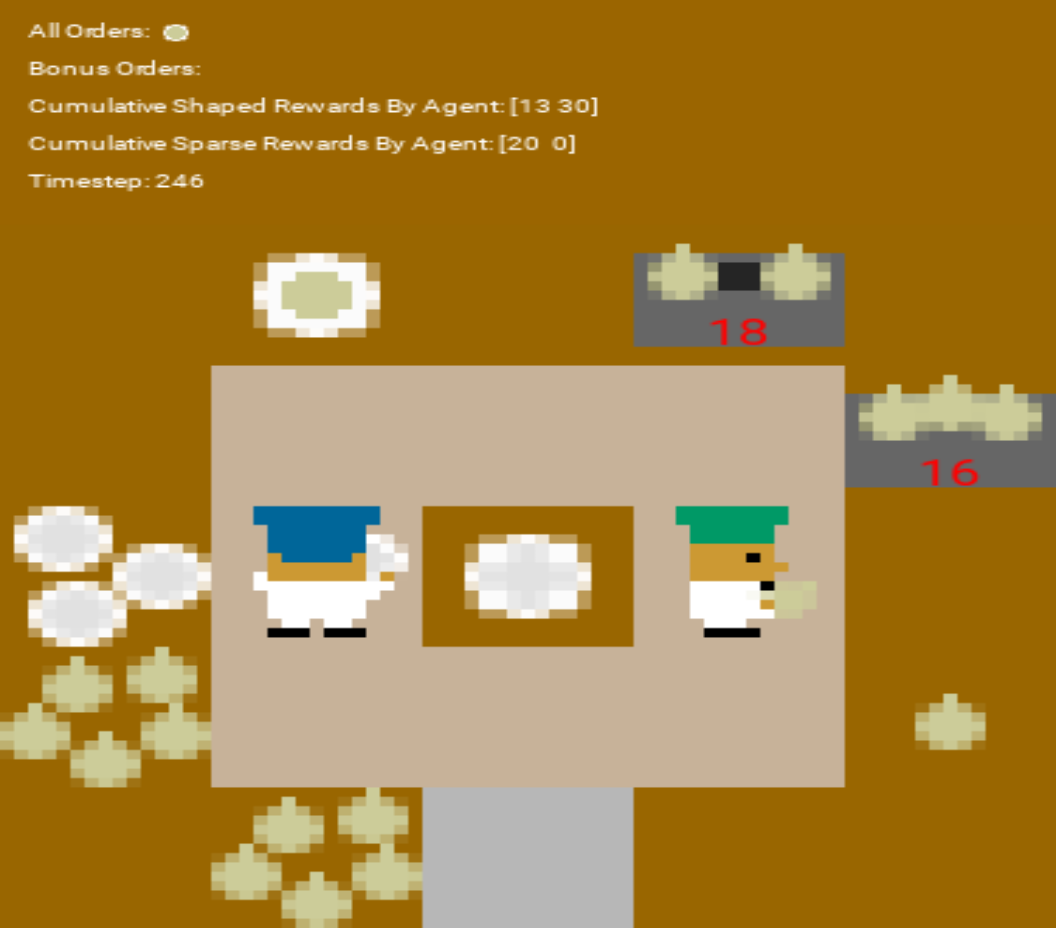 All Orders:
Bonus Orders:
Cumulative Shaped Rewards By Agent: [13 30]
Cumulative Sparse Rewards By Agent: [20  0]
Timestep: 246
18
16